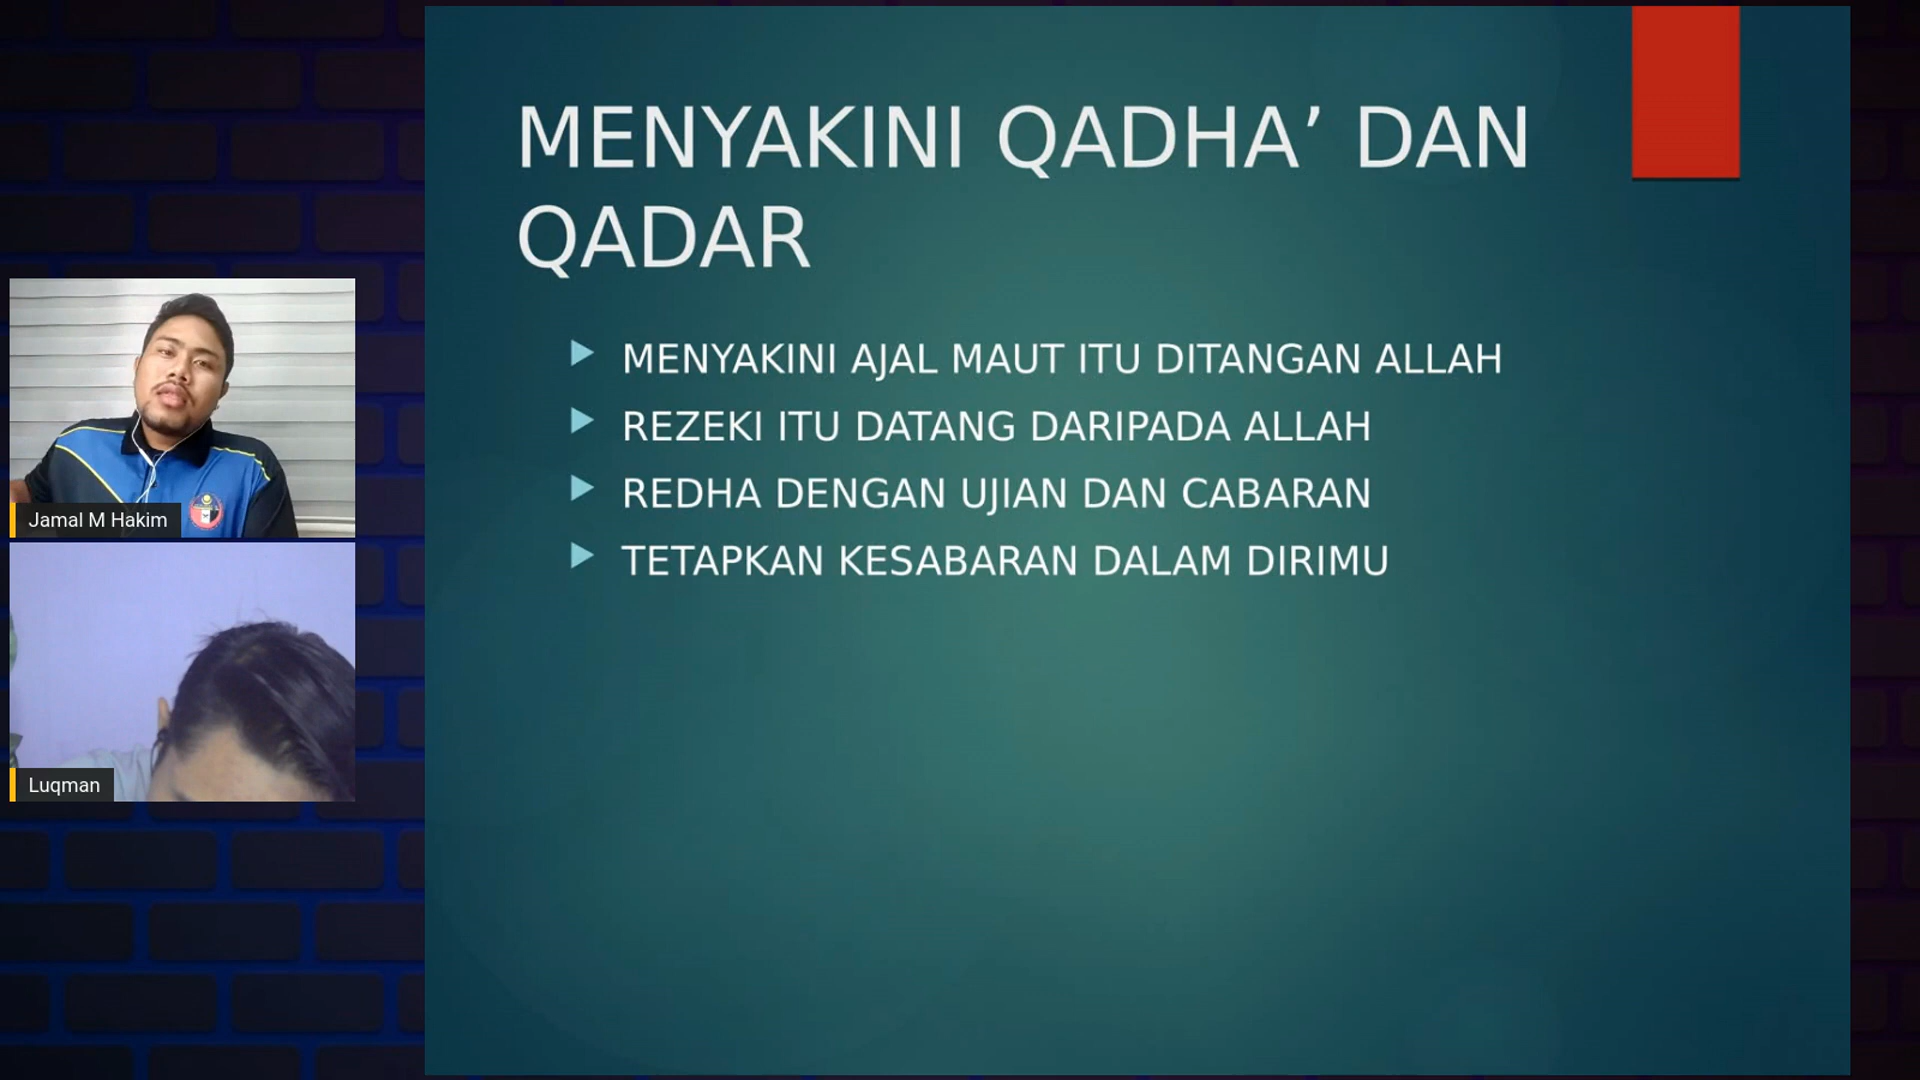 MENYAKINI QADHA’ DAN
QADAR
MENYAKINI AJAL MAUT ITU DITANGAN ALLAH
REZEKI ITU DATANG DARIPADA ALLAH
REDHA DENGAN UJIAN DAN CABARAN
TETAPKAN KESABARAN DALAM DIRIMU
Jamal M Hakim
Luqman